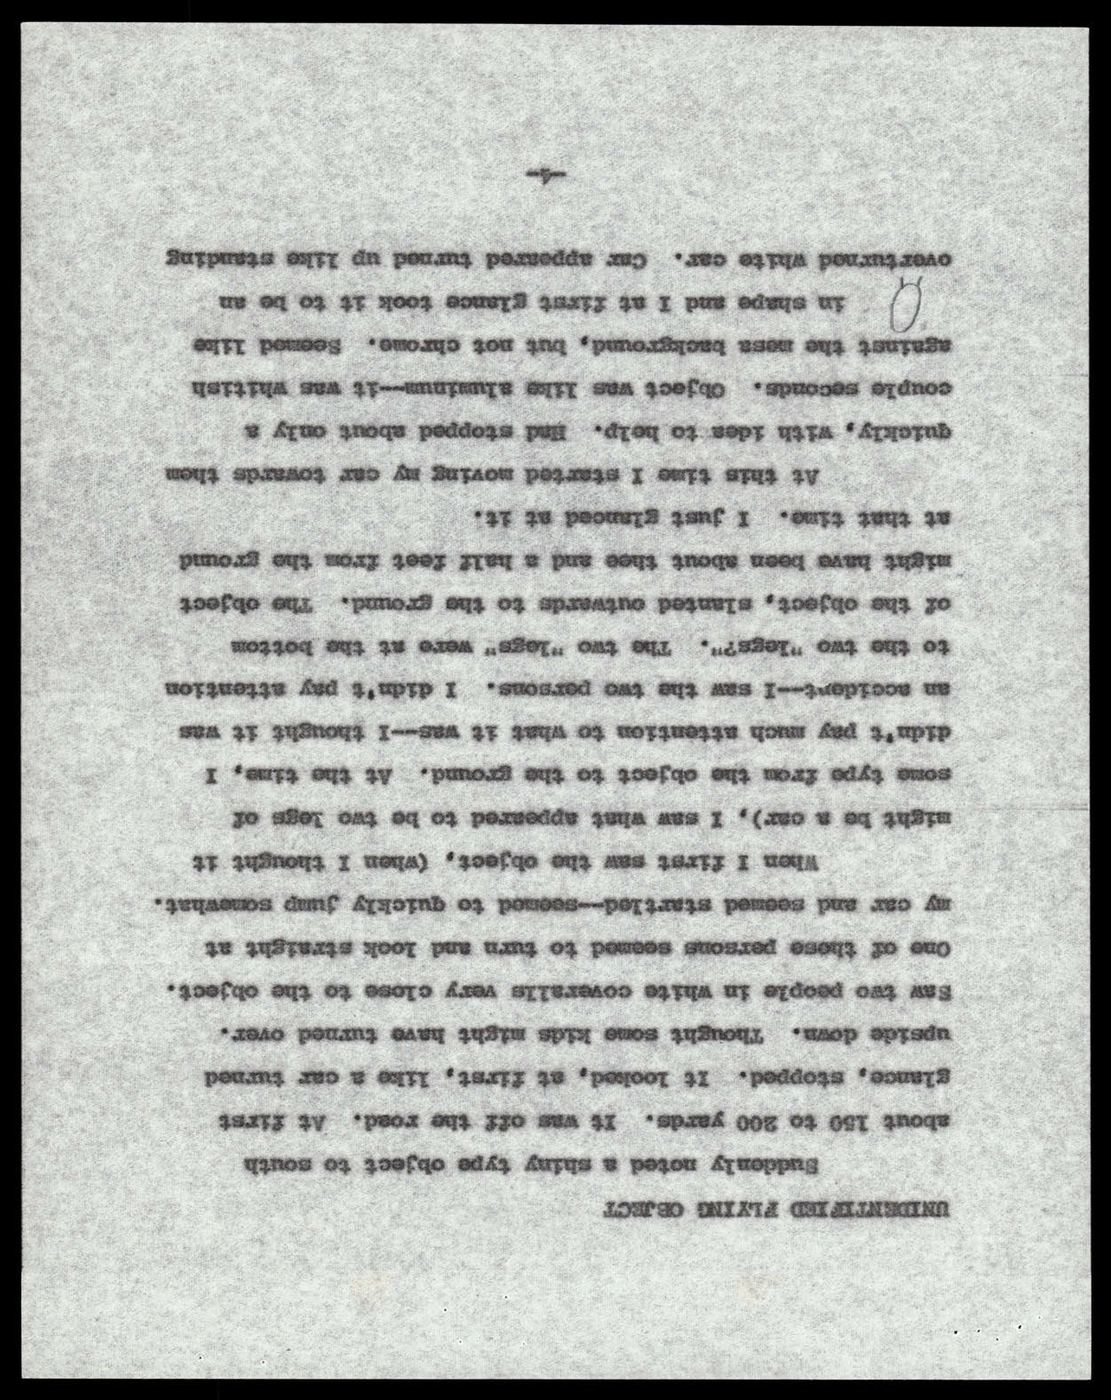 UNIDENTIFIED FLYING OBJECT
Suddenly noted a shiny type object to south
about 150 to 200 yards. It was off the road. At first
glance, stopped. It looked, at first, like a car turned
upside down. Thought some kids might have turned over.
Saw two people in white coveralls very close to the object.
One of these persons seemed to turn and look straight at
my car and seemed startled--seemed to quickly jump somewhat.
When I first saw the object, (when I thought it
might be a car), I saw what appeared to be two legs of
some type from the object to the ground. At the time, I
didn't pay much attention to what it was--I thought it was
an accident--I saw the two persons. I didn't pay attention
to the two "legs?". The two "legs" were at the bottom
of the object, slanted outwards to the ground. The object
might have been about thee and a half feet from the ground
at that time. I just glanced at it.
At this time I started moving my car towards them
quickly, with idea to help. Had stopped about only a
couple seconds. Object was like aluminum--it was whitish
against the mesa background, but not chrome. Seemed like
in shape and I at first glance took it to be an
overturned white car. Car appeared turned up like standing
-4-